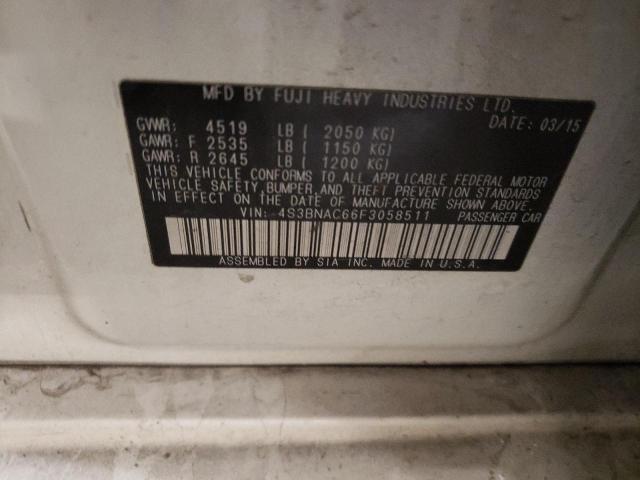 MFD BY FUJI HEAVY INDUSTRIES LTD.
DATE: 03/15
GVWR: 4519 LB ( 2050 KG)
GAWR: F 2535 LB ( 1150 KG)
GAWR: R 2645 LB ( 1200 KG)
THIS VEHICLE CONFORMS TO ALL APPLICABLE FEDERAL MOTOR
VEHICLE SAFETY, BUMPER, AND THEFT PREVENTION STANDARDS
IN EFFECT ON THE DATE OF MANUFACTURE SHOWN ABOVE.
VIN: 4S3BNAC66F3058511 PASSENGER CAR
ASSEMBLED BY SIA INC. MADE IN U.S.A.